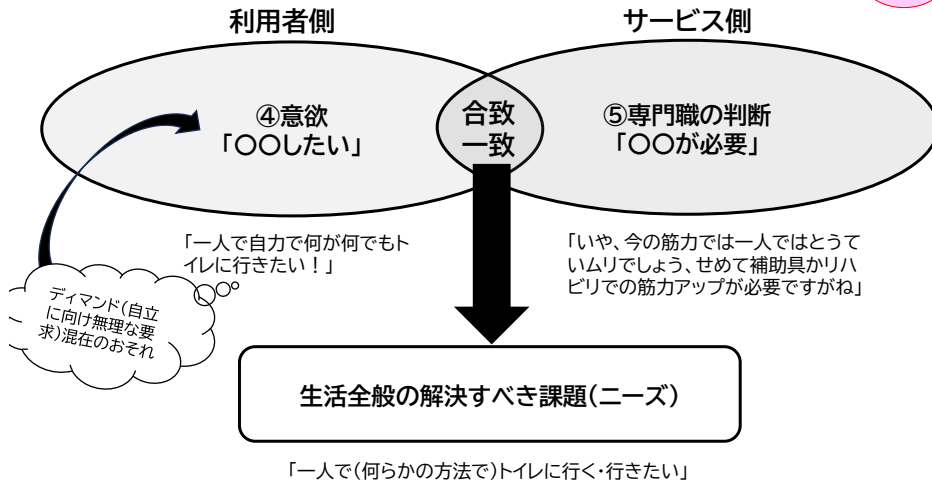 利用者側
サービス側
④意欲
「〇〇したい」
合致
一致
⑤専門職の判断
「〇〇が必要」
「一人で自力で何が何でもト
イレに行きたい！」
「いや、今の筋力では一人ではとうて
いムリでしょう、せめて補助具かリハ
ビリでの筋力アップが必要ですがね」
ディマンド(自立
に向け無理な要
求)混在のおそれ
生活全般の解決すべき課題(ニーズ)
「一人で(何らかの方法で)トイレに行く・行きたい」